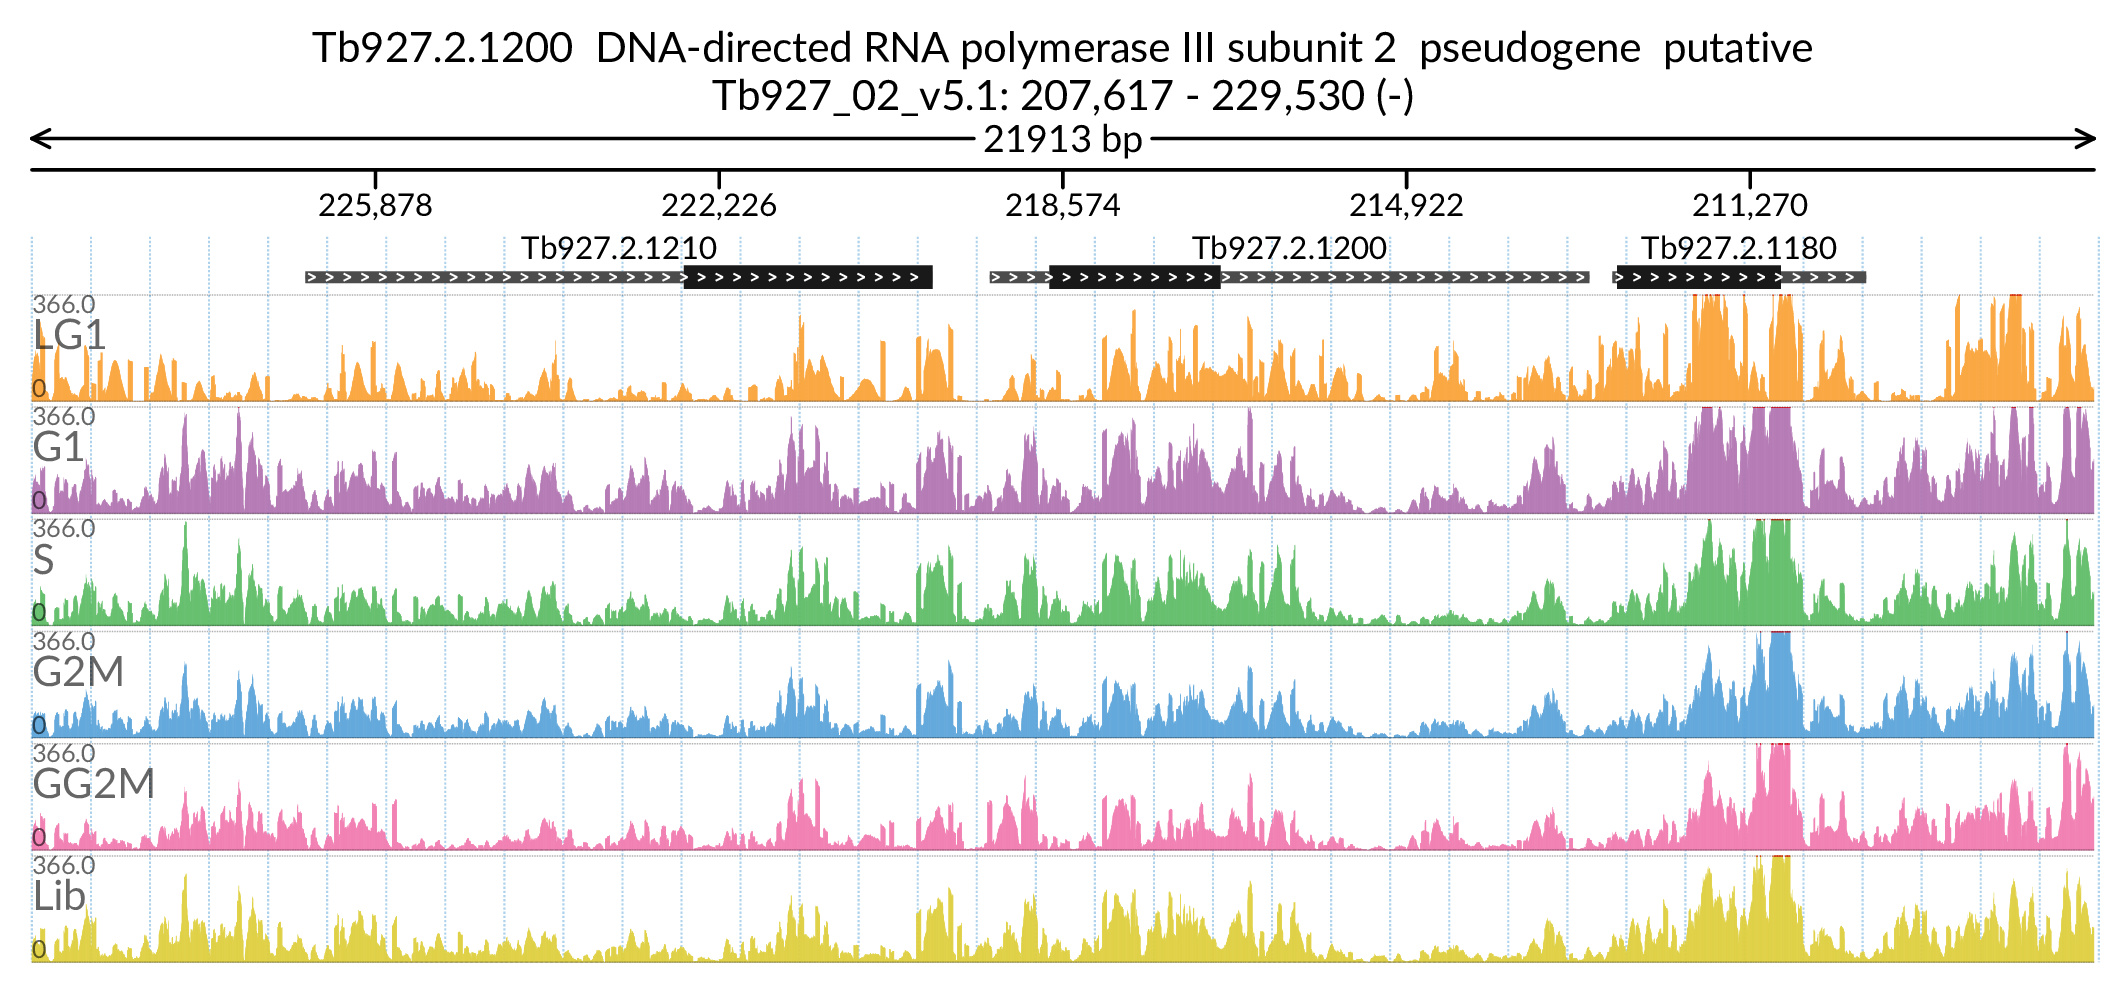 Tb927.2.1200 DNA-directed RNA polymerase III subunit 2 pseudogene putative
Tb927_02_v5.1: 207,617 - 229,530 (-)
21913 bp
225,878 222,226 218,574 214,922 211,270
Tb927.2.1210 Tb927.2.1200 Tb927.2.1180
366.0
LG1
0
366.0
G1
0
366.0
S
0
366.0
G2M
0
366.0
GG2M
0
366.0
Lib
0